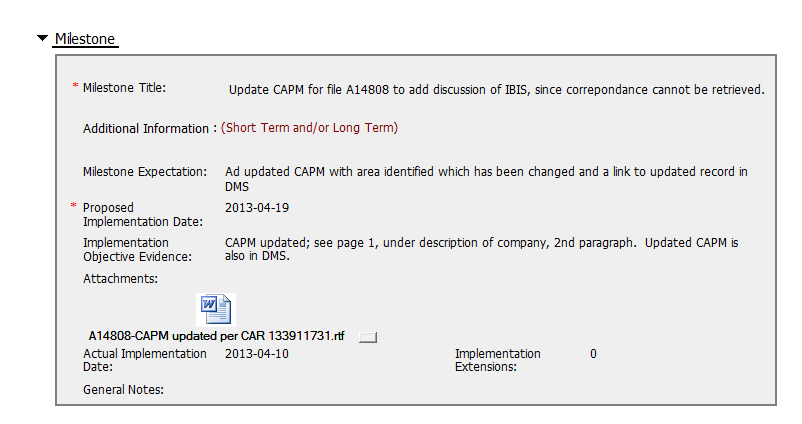 Milestone
* Milestone Title: Update CAPM for file A14808 to add discussion of IBIS, since correpondance cannot be retrieved.
Additional Information : (Short Term and/or Long Term)
Milestone Expectation: Ad updated CAPM with area identified which has been changed and a link to updated record in
DMS
* Proposed 2013-04-19
Implementation Date:
Implementation CAPM updated; see page 1, under description of company, 2nd paragraph. Updated CAPM is
Objective Evidence: also in DMS.
Attachments:
W
A14808-CAPM updated per CAR 133911731.rtf
Actual Implementation 2013-04-10 Implementation 0
Date: Extensions:
General Notes: